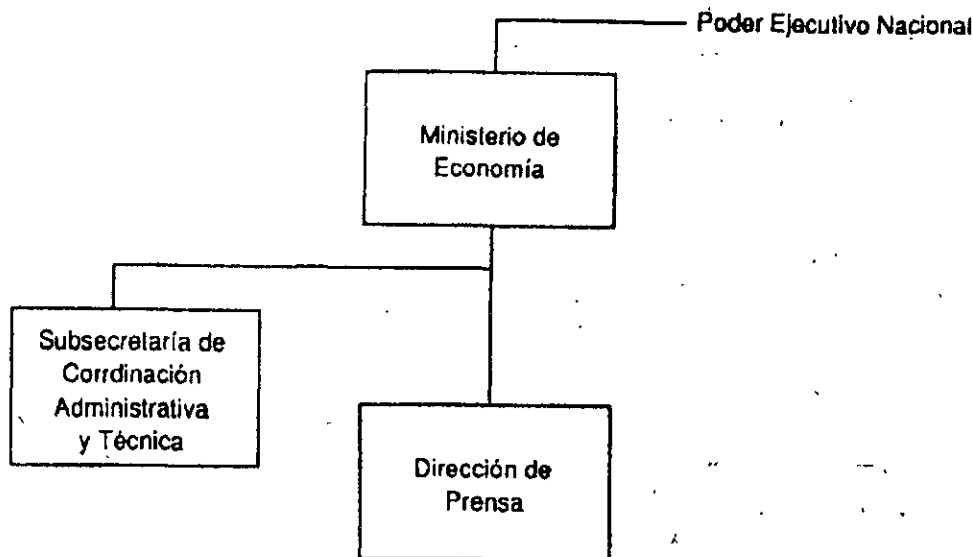 Poder Ejecutivo Nacional
Ministerio de
Economía
Subsecretaría de
Corrdinación
Administrativa
y Técnica
Dirección de
Prensa